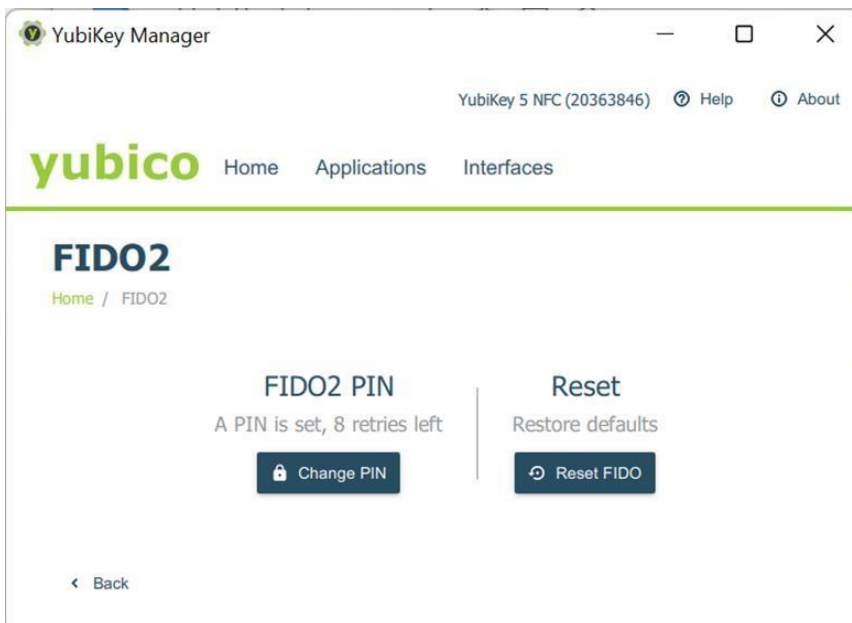 YubiKey Manager
YubiKey 5 NFC (20363846) Help About
yubico Home Applications Interfaces
FIDO2
Home / FIDO2
FIDO2 PIN
A PIN is set, 8 retries left
Change PIN
Reset
Restore defaults
Reset FIDO
Back